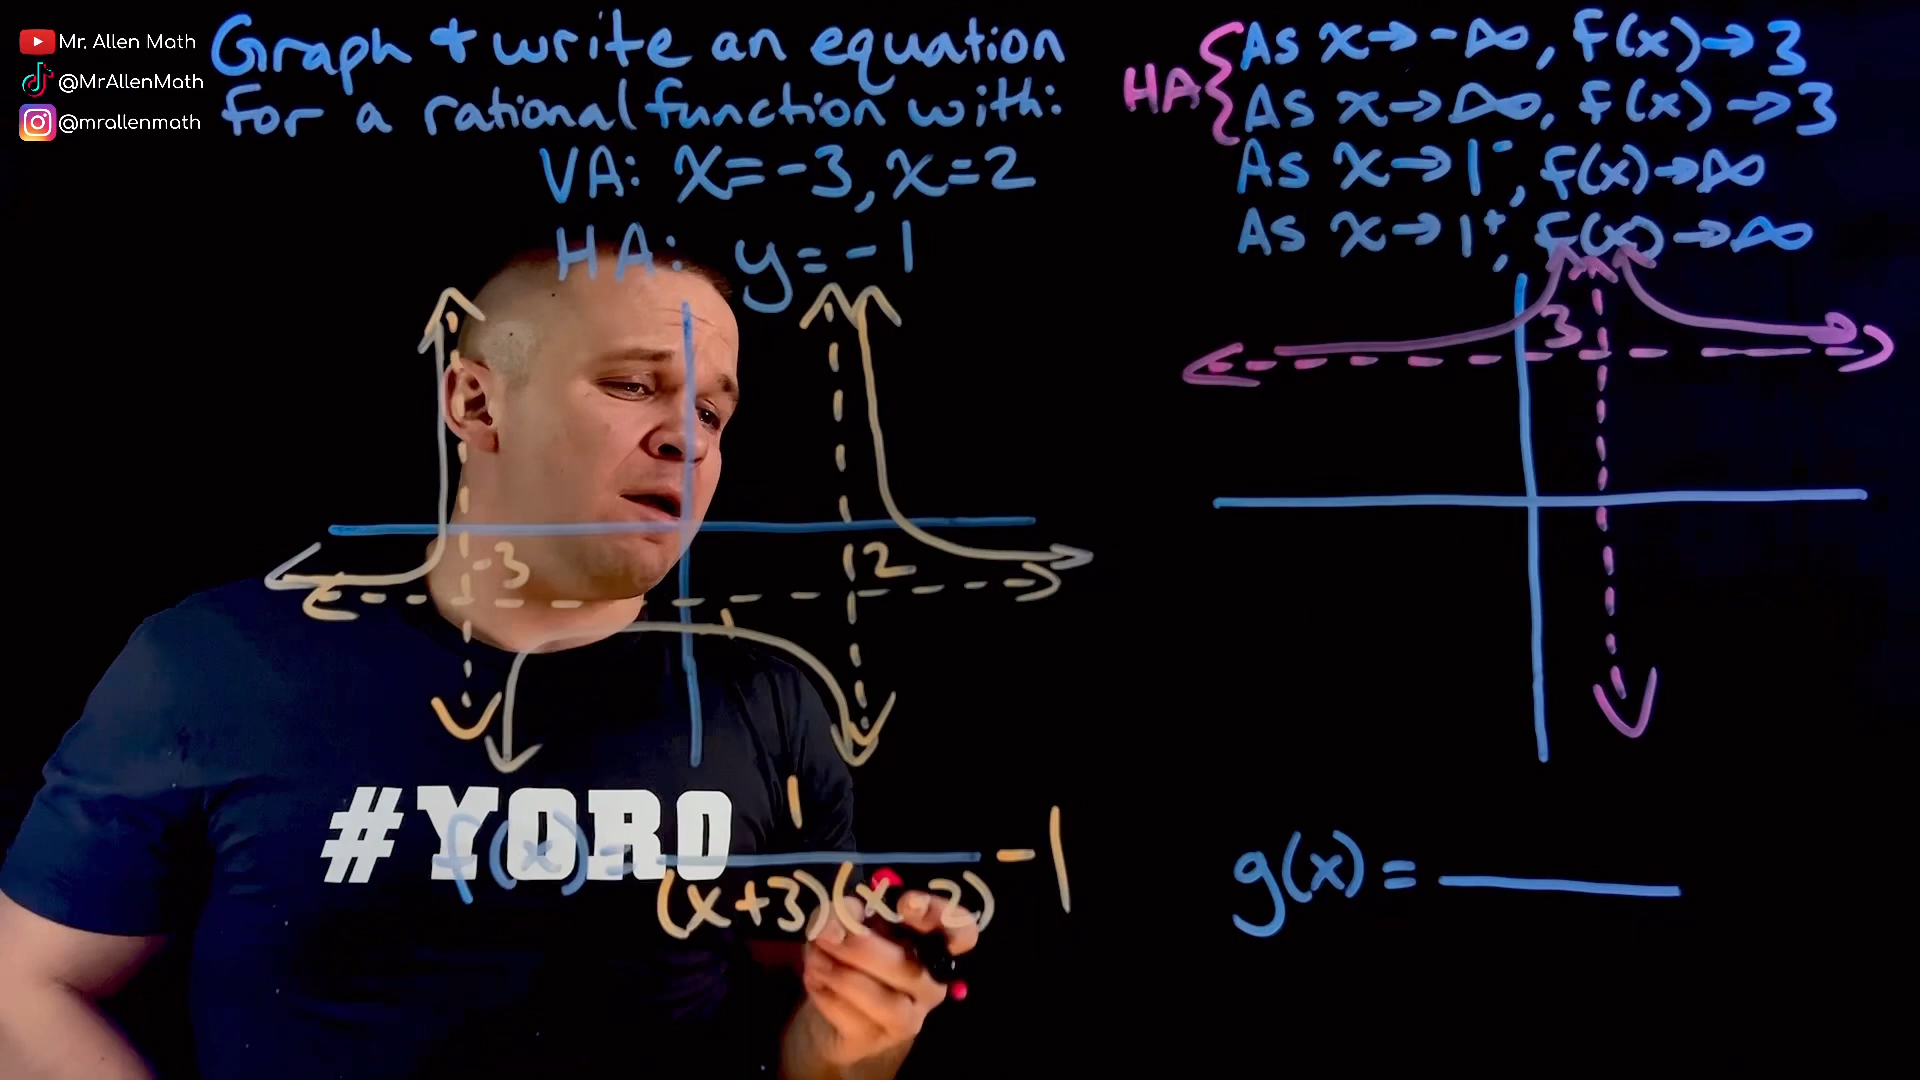 Mr. Allen Math
@MrAllenMath
@mrallenmath
Graph + write an equation
for a rational function with:
VA: x=-3, x=2
HA: y=-1
-3
2
-1
#YORO
f(x)= 1/((x+3)(x-2)) -1
HA { As x→-∞, f(x)→3
As x→∞, f(x)→3
As x→1⁻, f(x)→∞
As x→1⁺, f(x)→∞
3
g(x)=